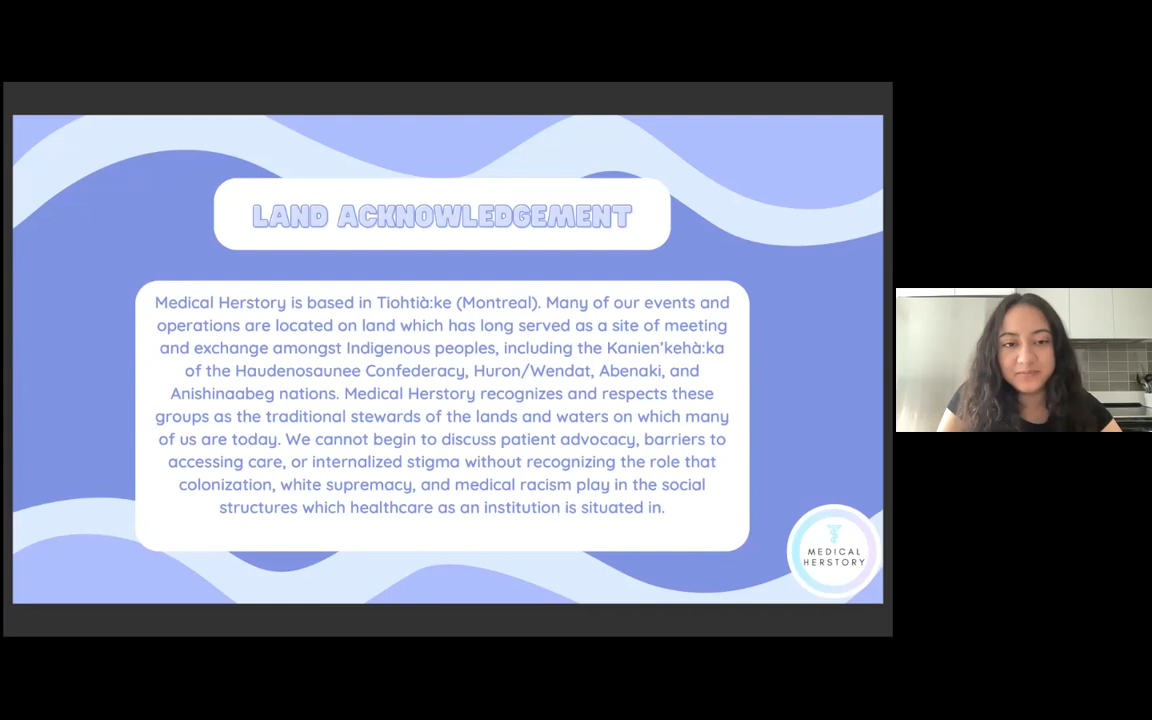 LAND ACKNOWLEDGEMENT
Medical Herstory is based in Tiohtià:ke (Montreal). Many of our events and
operations are located on land which has long served as a site of meeting
and exchange amongst Indigenous peoples, including the Kanien'kehà:ka
of the Haudenosaunee Confederacy, Huron/Wendat, Abenaki, and
Anishinaabeg nations. Medical Herstory recognizes and respects these
groups as the traditional stewards of the lands and waters on which many
of us are today. We cannot begin to discuss patient advocacy, barriers to
accessing care, or internalized stigma without recognizing the role that
colonization, white supremacy, and medical racism play in the social
structures which healthcare as an institution is situated in.
MEDICAL
HERSTORY